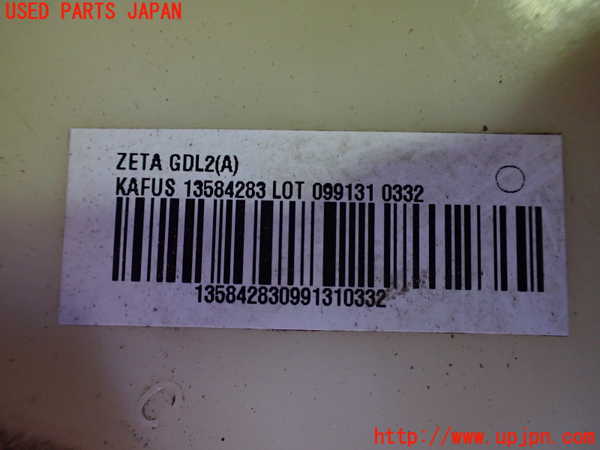 USED PARTS JAPAN
ZETA GDL2(A)
KAFUS 13584283 LOT 099131 0332
135842830991310332
http://www.upjpn.com